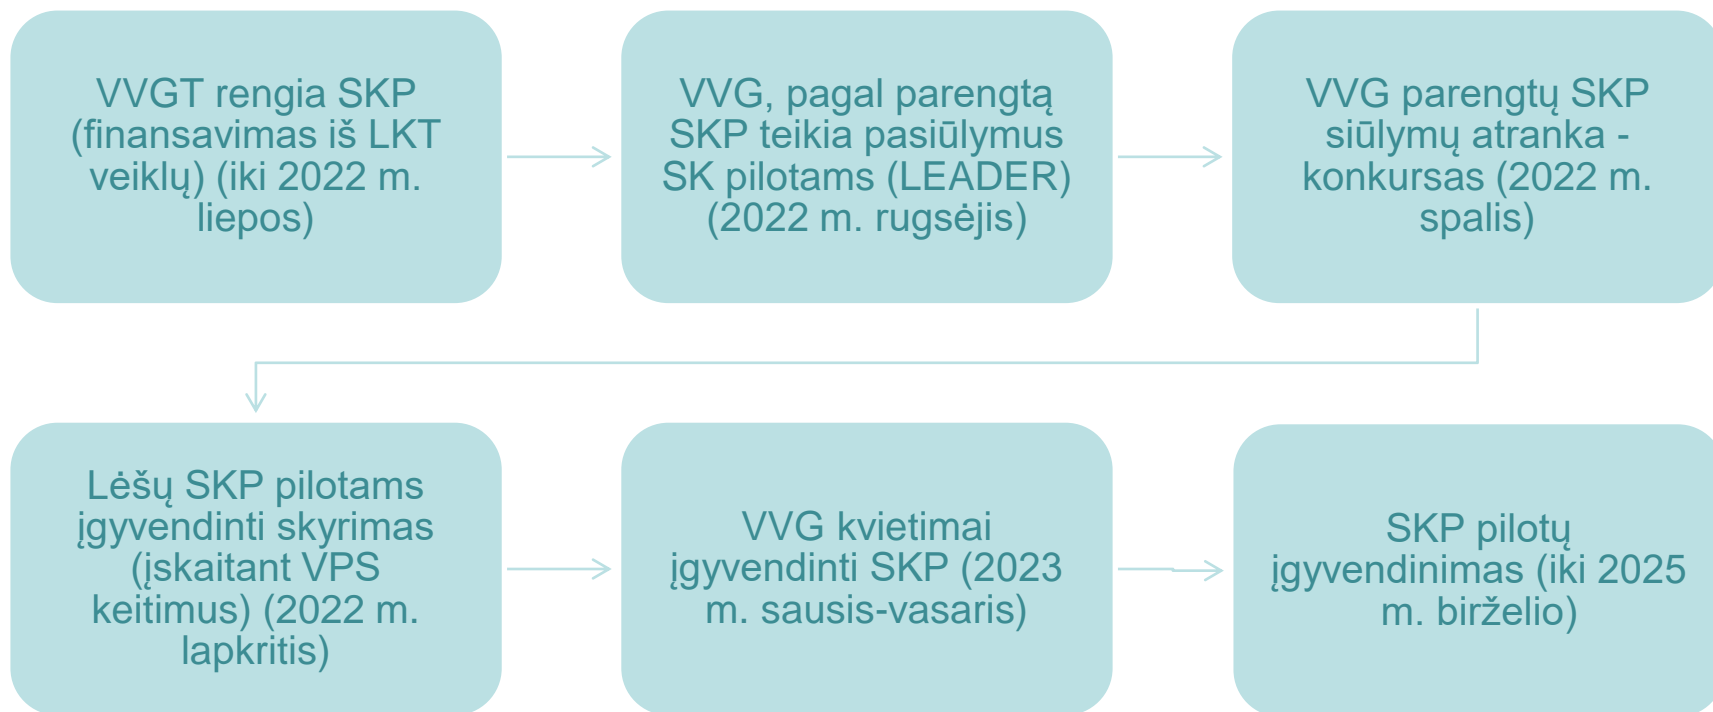 VVGT rengia SKP
(finansavimas iš LKT
veiklų) (iki 2022 m.
liepos)
VVG, pagal parengtą
SKP teikia pasiūlymus
SK pilotams (LEADER)
(2022 m. rugsėjis)
VVG parengtų SKP
siūlymų atranka -
konkursas (2022 m.
spalis)
Lėšų SKP pilotams
įgyvendinti skyrimas
(įskaitant VPS
keitimus) (2022 m.
lapkritis)
VVG kvietimai
įgyvendinti SKP (2023
m. sausis-vasaris)
SKP pilotų
įgyvendinimas (iki 2025
m. birželio)